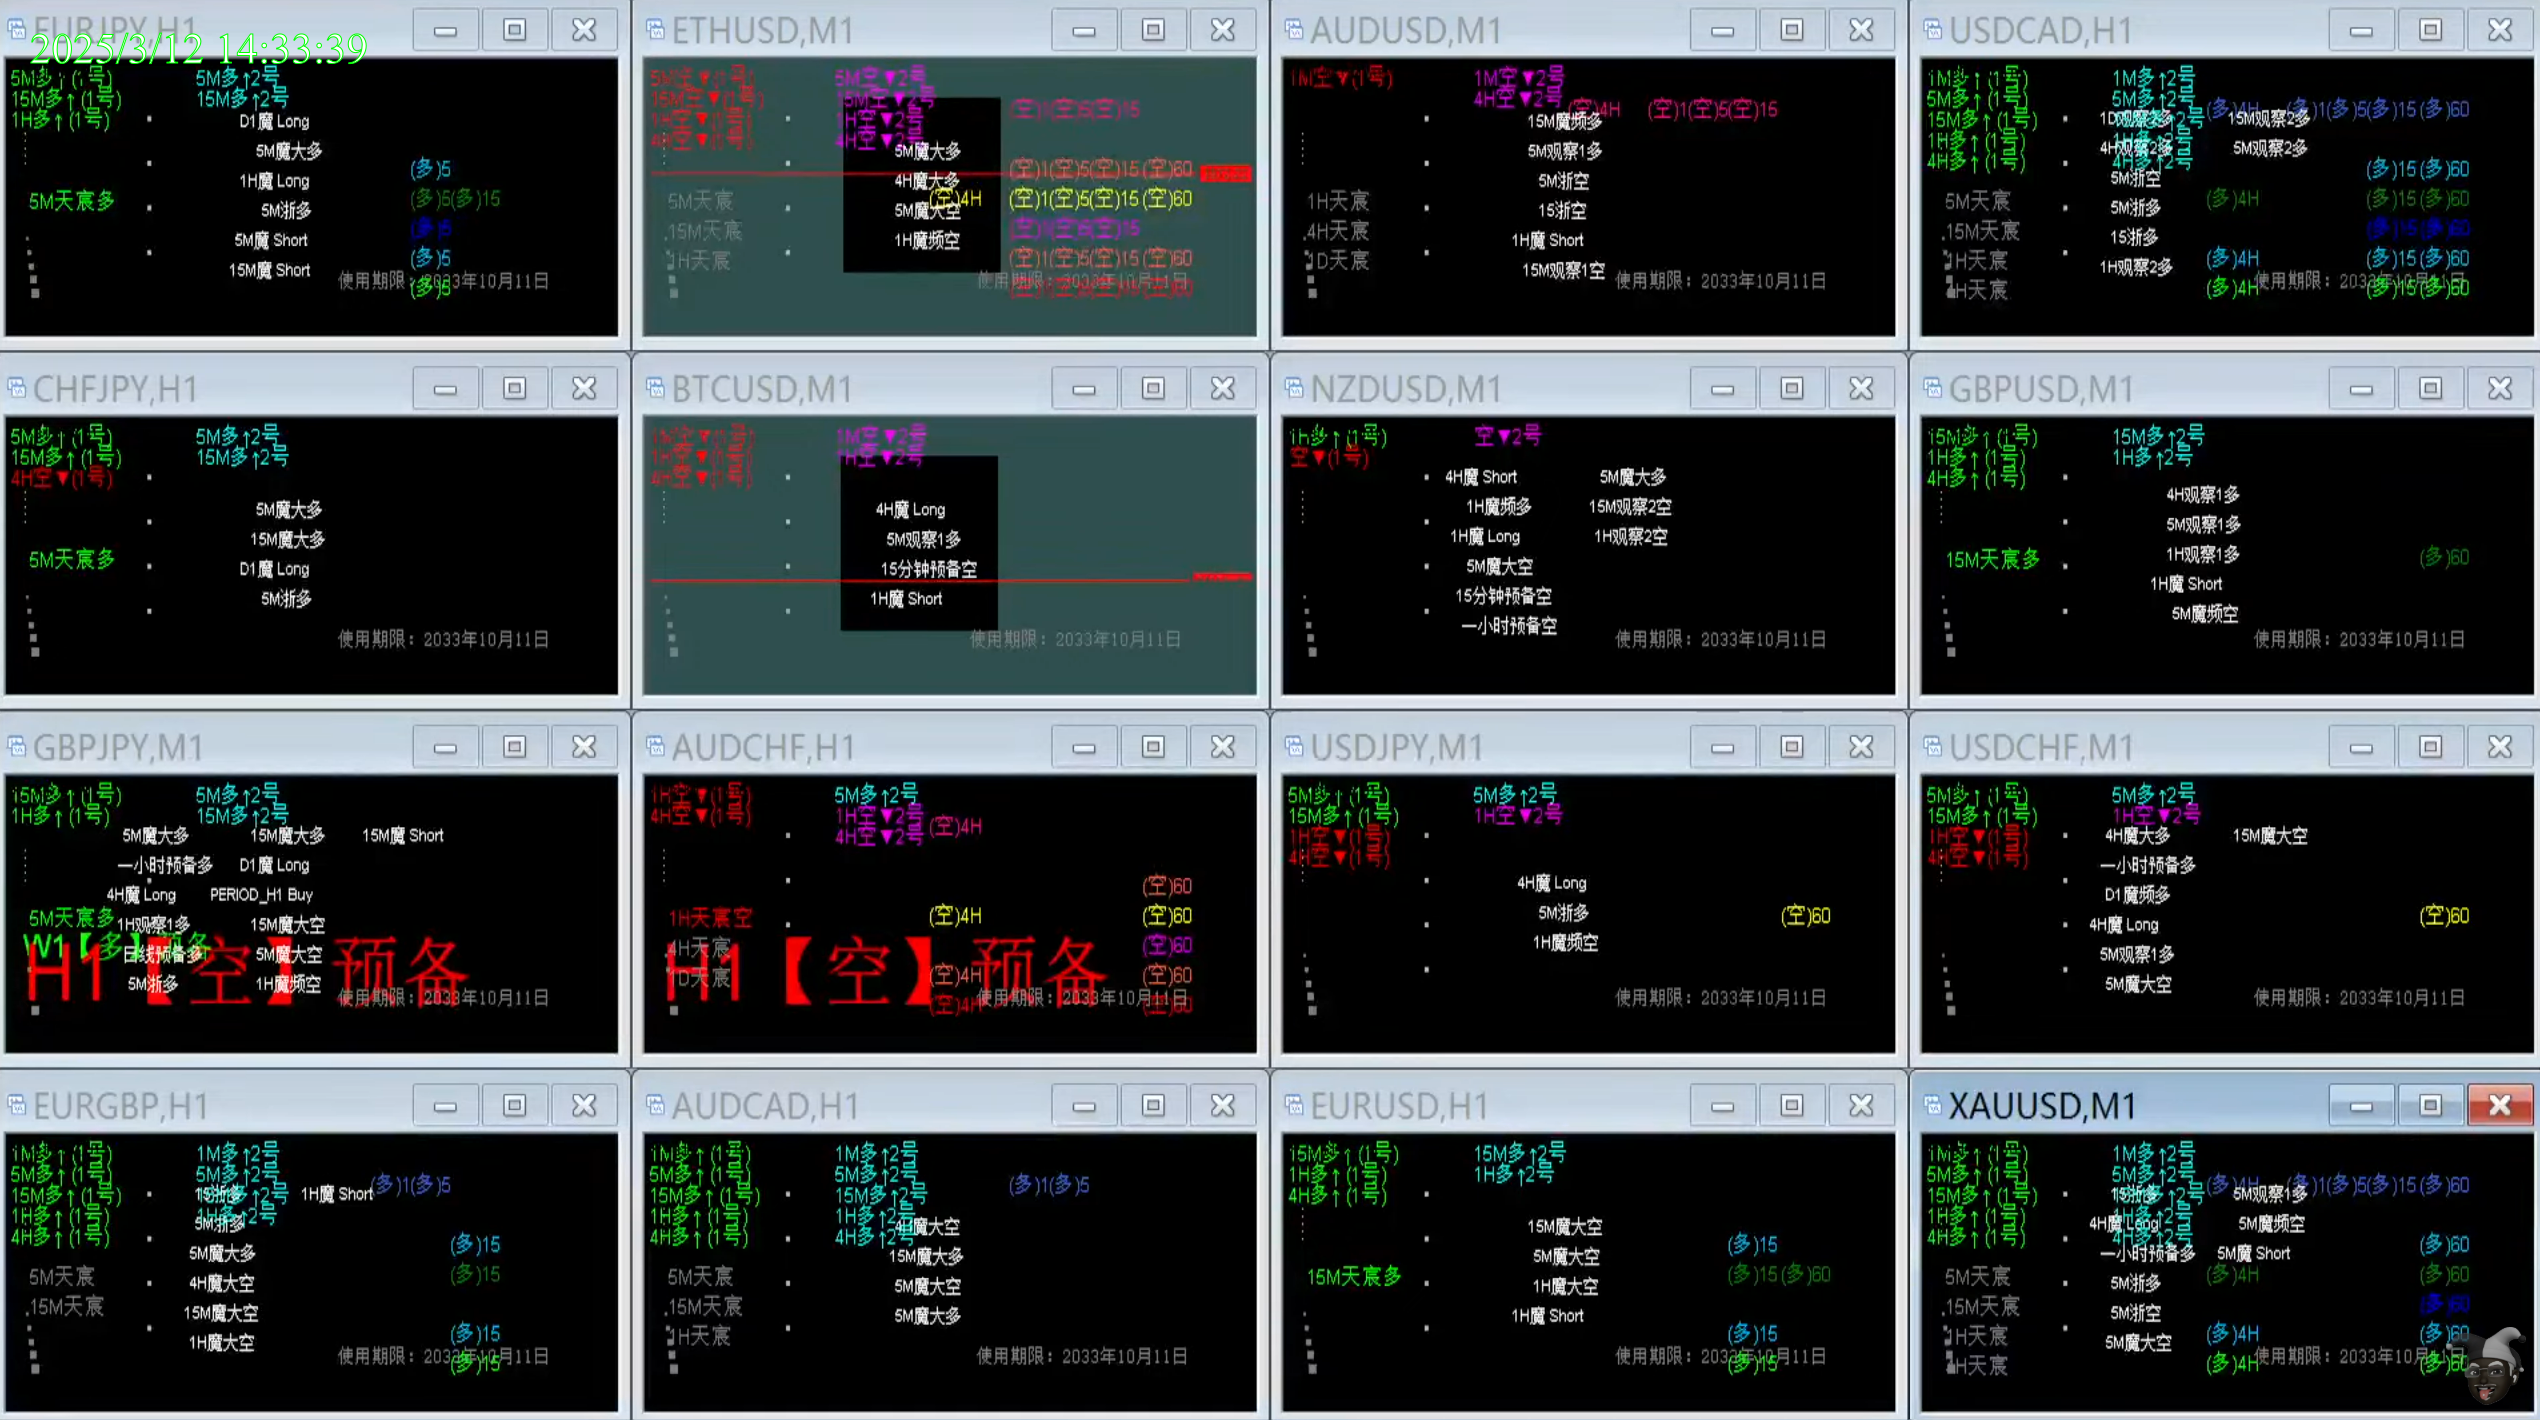 EURJPY,H1
2025/3/12 14:33:39
5M多↑(1号) 5M多↑2号
15M多↑(1号) 15M多↑2号
1H多↑(1号)
D1魔 Long
5M魔大多
1H魔 Long (多)5
5M天宸多 5M浙多 (多)5(多)15
5M魔 Short (多)5
15M魔 Short (多)5
使用期限: 2033年10月11日
(多)5
ETHUSD,M1
5M空▼(1号) 5M空▼2号
15M空▼(1号) 15M空▼2号
1H空▼(1号) 1H空▼2号
4H空▼(1号) 4H空▼2号
(空)1(空)5(空)15
5M魔大多
4H魔大多 (空)1(空)5(空)15(空)60
5M天宸 5M魔大空 (空)4H (空)1(空)5(空)15(空)60
15M天宸 1H魔频空 (空)1(空)5(空)15
1H天宸 (空)1(空)5(空)15(空)60
AUDUSD,M1
1M空▼(1号) 1M空▼2号
4H空▼2号
(空)4H (空)1(空)5(空)15
15M魔频多
5M观察1多
5M浙空
1H天宸 15浙空
4H天宸 1H魔 Short
1D天宸 15M观察1空
使用期限: 2033年10月11日
USDCAD,H1
1M多↑(1号) 1M多↑2号
5M多↑(1号) 5M多↑2号
15M多↑(1号)
1H多↑(1号)
4H多↑(1号)
(多)4H (多)1(多)5(多)15(多)60
1D观察2多 15M观察2多
4H观察2多 5M观察2多
5M浙空 (多)15(多)60
5M天宸 5M浙多 (多)4H (多)15(多)60
15M天宸 15浙多 (多)15(多)60
1H天宸 1H观察2多 (多)4H (多)15(多)60
(多)4H (多)15(多)60
CHFJPY,H1
5M多↑(1号) 5M多↑2号
15M多↑(1号) 15M多↑2号
4H空▼(1号)
5M魔大多
15M魔大多
5M天宸多 D1魔 Long
5M浙多
使用期限: 2033年10月11日
BTCUSD,M1
1M空▼(1号) 1M空▼2号
1H空▼(1号) 1H空▼2号
4H空▼(1号)
4H魔 Long
5M观察1多
15分钟预备空
1H魔 Short
使用期限: 2033年10月11日
NZDUSD,M1
1H多↑(1号) 空▼2号
空▼(1号)
4H魔 Short 5M魔大多
1H魔频多 15M观察2空
1H魔 Long 1H观察2空
5M魔大空
15分钟预备空
一小时预备空
使用期限: 2033年10月11日
GBPUSD,M1
15M多↑(1号) 15M多↑2号
1H多↑(1号) 1H多↑2号
4H多↑(1号)
4H观察1多
5M观察1多
15M天宸多 1H观察1多 (多)60
1H魔 Short
5M魔频空
使用期限: 2033年10月11日
GBPJPY,M1
15M多↑(1号) 5M多↑2号
1H多↑(1号) 15M多↑2号
5M魔大多 15M魔大多 15M魔 Short
一小时预备多 D1魔 Long
4H魔 Long PERIOD_H1 Buy
5M天宸多 1H观察1多 15M魔大空
W1【多】预备
日线预备多 5M魔大空
H1【空】预备
5M浙多 1H魔频空
使用期限: 2033年10月11日
AUDCHF,H1
1H空▼(1号) 5M多↑2号
4H空▼(1号) 1H空▼2号
4H空▼2号 (空)4H
(空)60
1H天宸空 (空)4H (空)60
4H天宸 (空)60
1D天宸 (空)4H (空)60
H1【空】预备
(空)4H 使用期限: 2033年10月11日 (空)60
USDJPY,M1
5M多↑(1号) 5M多↑2号
15M多↑(1号) 1H空▼2号
1H空▼(1号)
4H空▼(1号)
4H魔 Long
5M浙多 (空)60
1H魔频空
使用期限: 2033年10月11日
USDCHF,M1
5M多↑(1号) 5M多↑2号
15M多↑(1号) 1H空▼2号
1H空▼(1号) 4H魔大多 15M魔大空
4H空▼(1号) 一小时预备多
D1魔频多
4H魔 Long (空)60
5M观察1多
5M魔大空
使用期限: 2033年10月11日
EURGBP,H1
1M多↑(1号) 1M多↑2号
5M多↑(1号) 5M多↑2号
15M多↑(1号) 1H魔 Short (多)1(多)5
1H多↑(1号)
4H多↑(1号) 5M浙多
5M魔大多 (多)15
5M天宸 4H魔大空 (多)15
15M天宸 15M魔大空
1H魔大空 (多)15
使用期限: 2033年10月11日
(多)15
AUDCAD,H1
1M多↑(1号) 1M多↑2号
5M多↑(1号) 5M多↑2号
15M多↑(1号) 15M多↑2号 (多)1(多)5
1H多↑(1号) 1H多↑2号
4H多↑(1号) 4H多↑2号
4H魔大空
15M魔大多
5M天宸 5M魔大空
15M天宸 5M魔大多
1H天宸
使用期限: 2033年10月11日
EURUSD,H1
15M多↑(1号) 15M多↑2号
1H多↑(1号) 1H多↑2号
4H多↑(1号)
15M魔大空
5M魔大空 (多)15
15M天宸多 1H魔大空 (多)15(多)60
1H魔 Short (多)15
使用期限: 2033年10月11日
(多)15
XAUUSD,M1
1M多↑(1号) 1M多↑2号
5M多↑(1号) 5M多↑2号
15M多↑(1号) (多)4H (多)1(多)5(多)15(多)60
1H多↑(1号) 5M观察1多
4H多↑(1号) 4H魔 Long 5M魔频空
一小时预备多 5M魔 Short (多)60
5M天宸 5M浙多 (多)4H (多)60
15M天宸 5M浙空 (多)60
1H天宸 5M魔大空 (多)4H (多)60
(多)4H (多)60